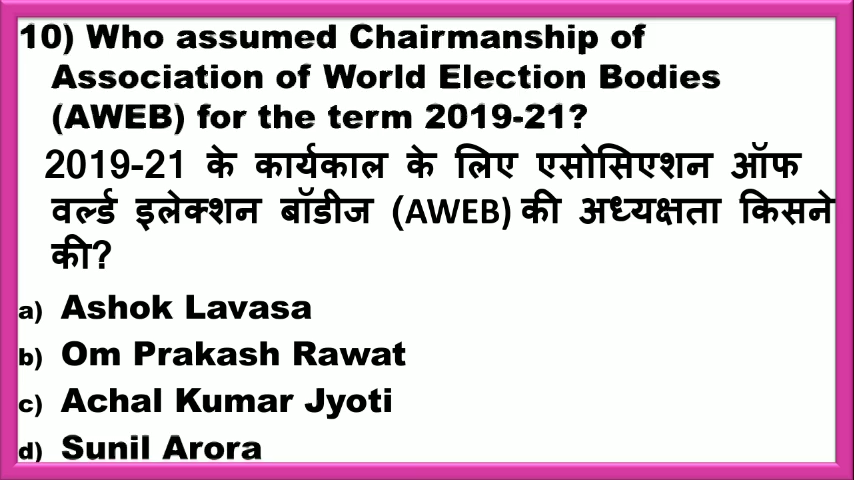 10) Who assumed Chairmanship of
Association of World Election Bodies
(AWEB) for the term 2019-21?
2019-21 के कार्यकाल के लिए एसोसिएशन ऑफ
वर्ल्ड इलेक्शन बॉडीज (AWEB) की अध्यक्षता किसने
की?
a) Ashok Lavasa
b) Om Prakash Rawat
c) Achal Kumar Jyoti
d) Sunil Arora